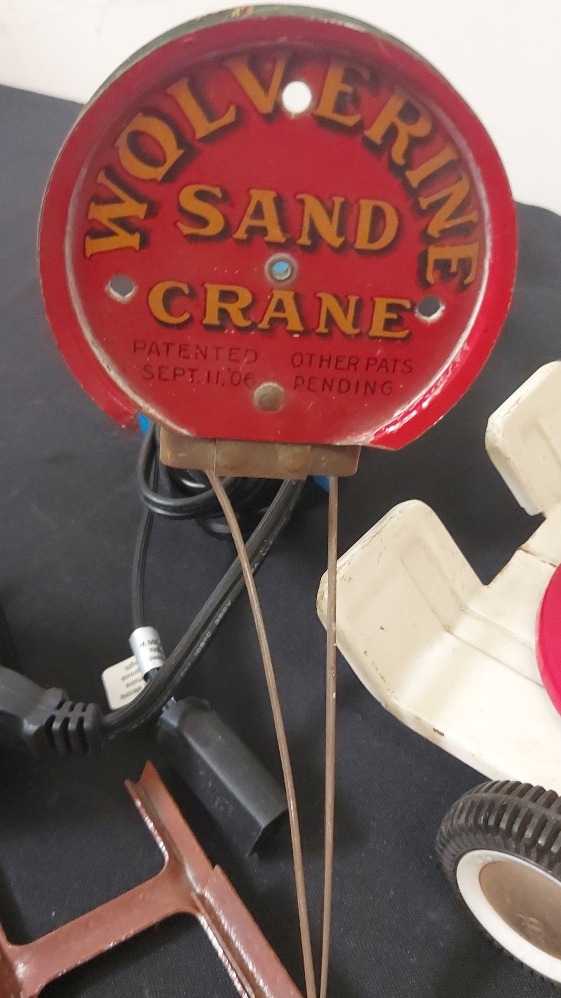 WOLVERINE
SAND
CRANE
PATENTED OTHER PATS
SEPT. 11, '06 PENDING